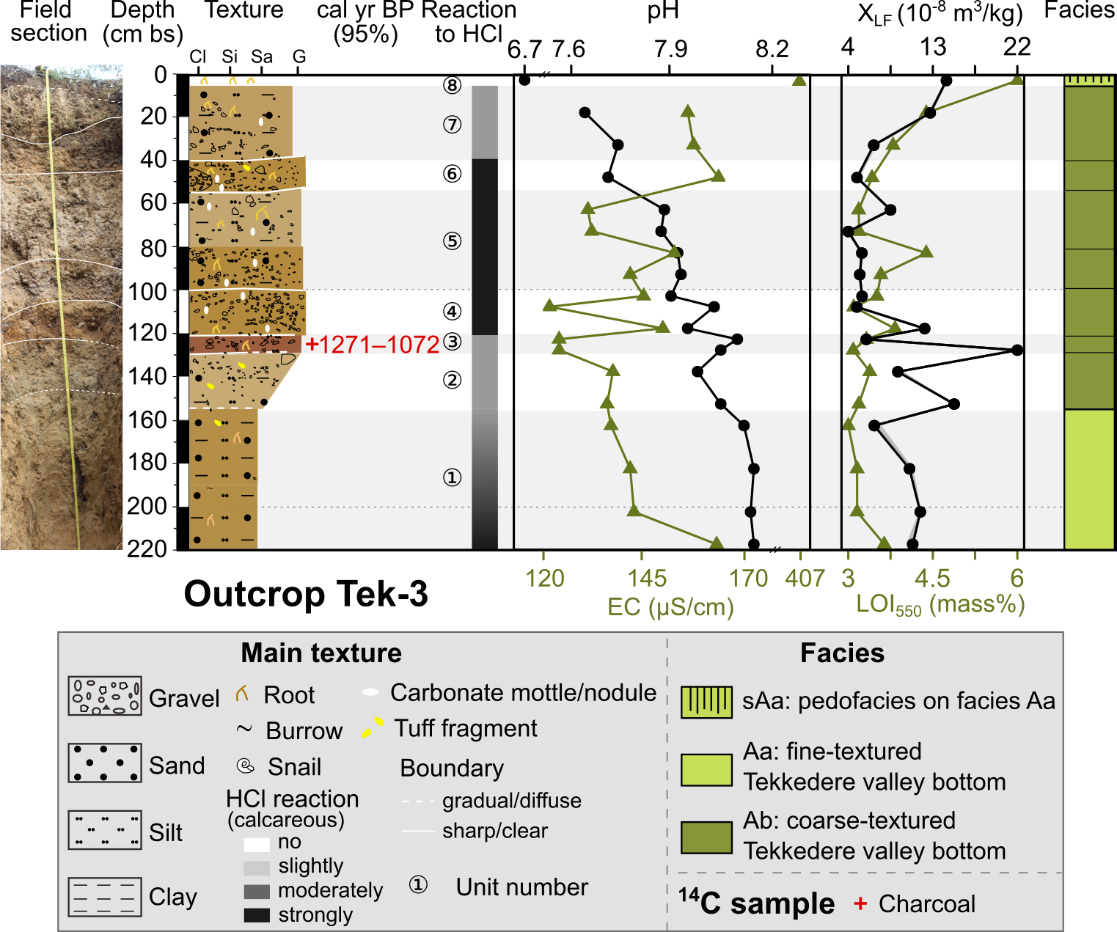 Field section
Depth (cm bs)
Texture
cal yr BP (95%)
Reaction to HCl
pH
X_LF (10⁻⁸ m³/kg)
Facies
Cl Si Sa G
6.7 7.6 7.9 8.2
4 13 22
0
20
40
60
80
100
120
140
160
180
200
220
+1271–1072
⑧
⑦
⑥
⑤
④
③
②
①
120 145 170 407
EC (µS/cm)
3 4.5 6
LOI₅₅₀ (mass%)
Outcrop Tek-3
Main texture
Gravel
Sand
Silt
Clay
Root
Burrow
Snail
HCl reaction
(calcareous)
no
slightly
moderately
strongly
Carbonate mottle/nodule
Tuff fragment
Boundary
gradual/diffuse
sharp/clear
① Unit number
Facies
sAa: pedofacies on facies Aa
Aa: fine-textured
Tekkedere valley bottom
Ab: coarse-textured
Tekkedere valley bottom
¹⁴C sample + Charcoal